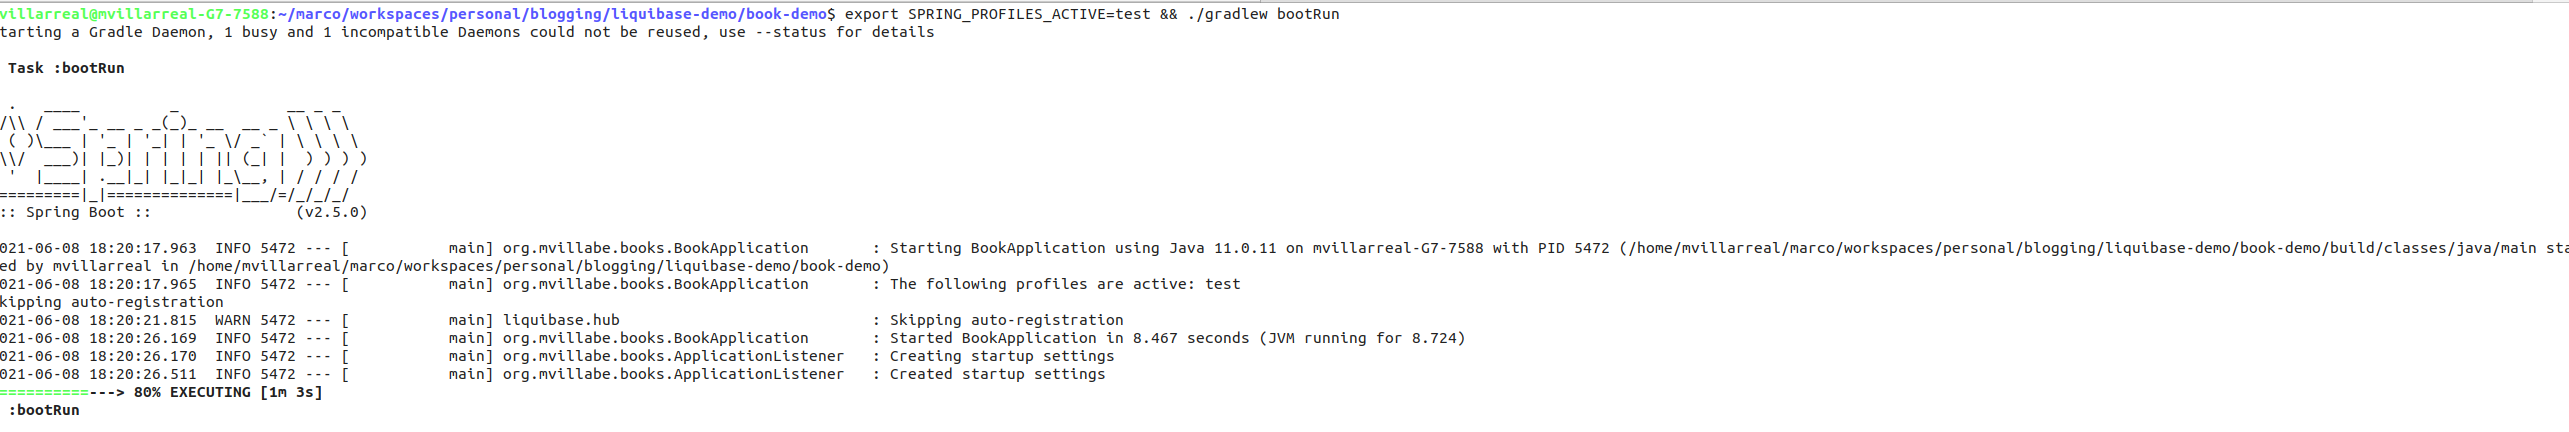 villarreal@mvillarreal-G7-7588:~/marco/workspaces/personal/blogging/liquibase-demo/book-demo$ export SPRING_PROFILES_ACTIVE=test && ./gradlew bootRun
tarting a Gradle Daemon, 1 busy and 1 incompatible Daemons could not be reused, use --status for details
Task :bootRun
  .   ____          _            __ _ _
/\\ / ___'_ __ _ _(_)_ __  __ _ \ \ \ \
 ( )\___ | '_ | '_| | '_ \/ _` | \ \ \ \
\\/  ___)| |_)| | | | | || (_| |  ) ) ) )
 '  |____| .__|_| |_|_| |_\__, | / / / /
=========|_|==============|___/=/_/_/_/
:: Spring Boot ::                (v2.5.0)
021-06-08 18:20:17.963  INFO 5472 --- [           main] org.mvillabe.books.BookApplication       : Starting BookApplication using Java 11.0.11 on mvillarreal-G7-7588 with PID 5472 (/home/mvillarreal/marco/workspaces/personal/blogging/liquibase-demo/book-demo/build/classes/java/main sta
ed by mvillarreal in /home/mvillarreal/marco/workspaces/personal/blogging/liquibase-demo/book-demo)
021-06-08 18:20:17.965  INFO 5472 --- [           main] org.mvillabe.books.BookApplication       : The following profiles are active: test
kipping auto-registration
021-06-08 18:20:21.815  WARN 5472 --- [           main] liquibase.hub                            : Skipping auto-registration
021-06-08 18:20:26.169  INFO 5472 --- [           main] org.mvillabe.books.BookApplication       : Started BookApplication in 8.467 seconds (JVM running for 8.724)
021-06-08 18:20:26.170  INFO 5472 --- [           main] org.mvillabe.books.ApplicationListener   : Creating startup settings
021-06-08 18:20:26.511  INFO 5472 --- [           main] org.mvillabe.books.ApplicationListener   : Created startup settings
==========---> 80% EXECUTING [1m 3s]
:bootRun